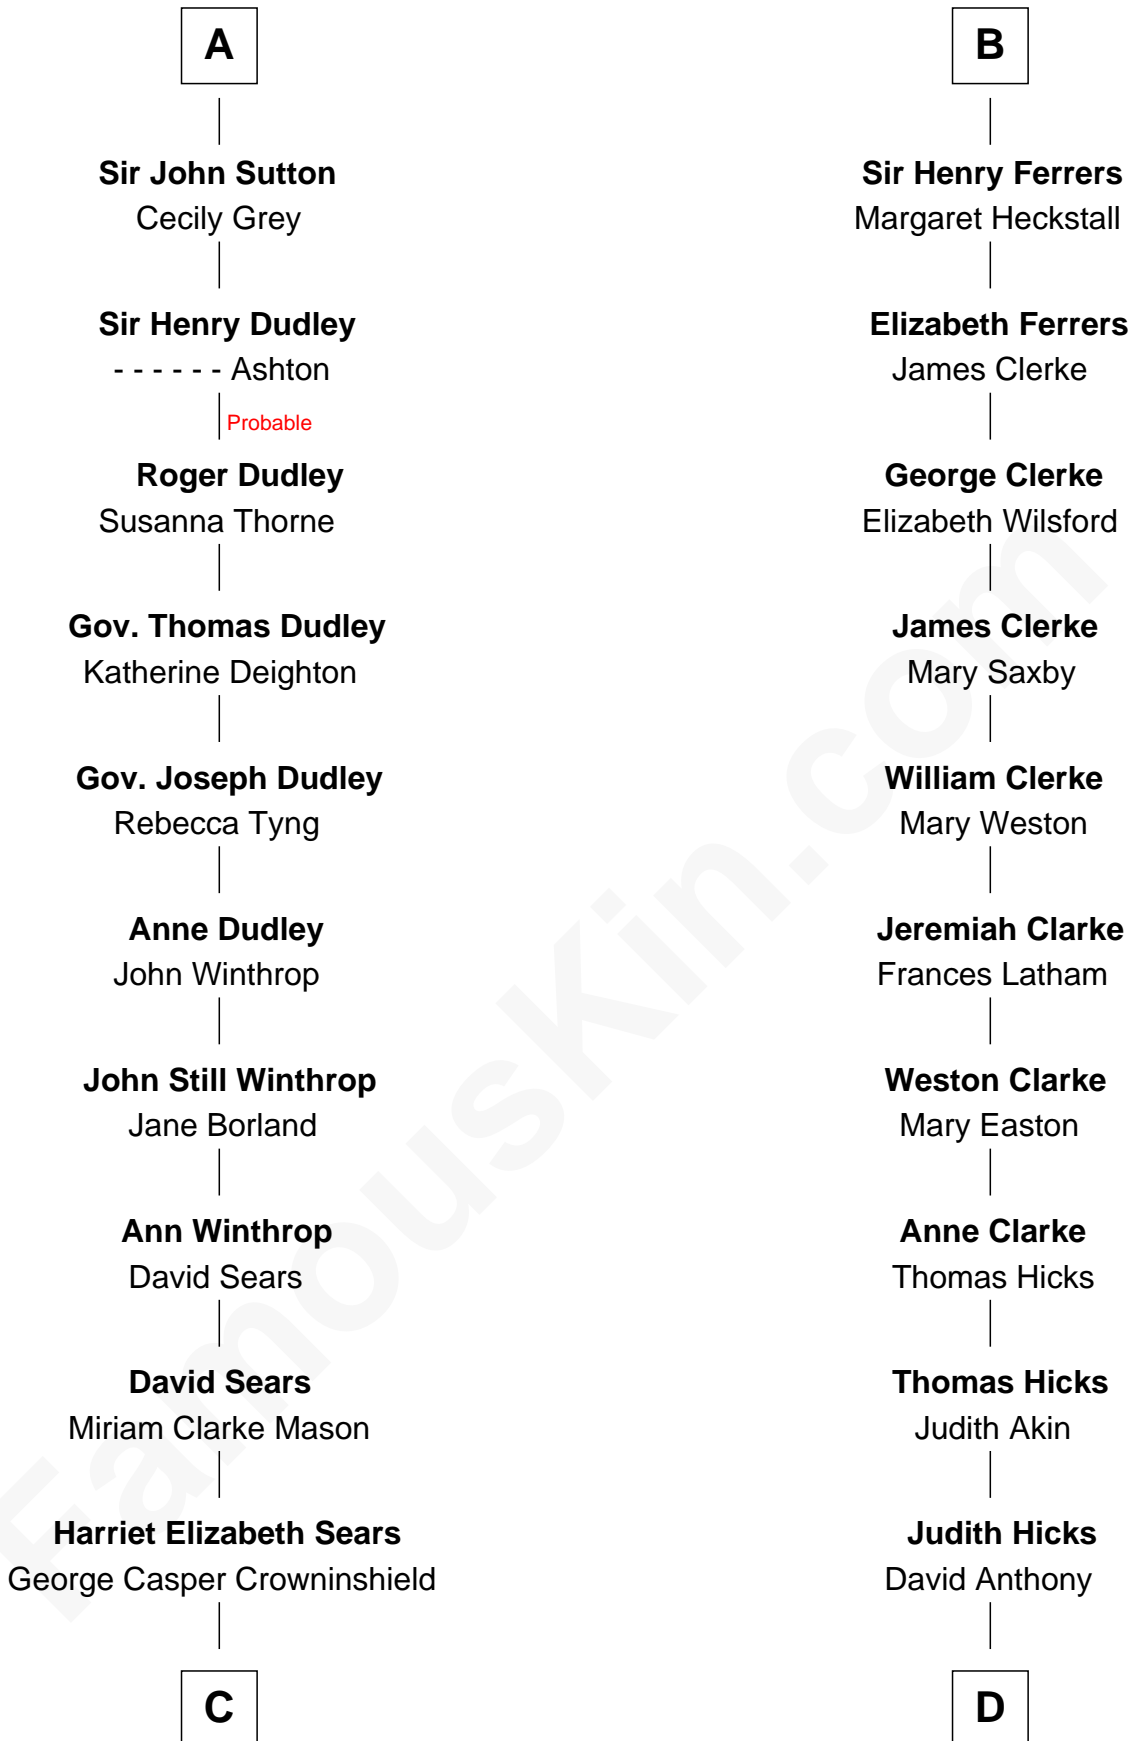 A
Sir John Sutton
Cecily Grey
Sir Henry Dudley
- - - - - - Ashton
Probable
Roger Dudley
Susanna Thorne
Gov. Thomas Dudley
Katherine Deighton
Gov. Joseph Dudley
Rebecca Tyng
Anne Dudley
John Winthrop
John Still Winthrop
Jane Borland
Ann Winthrop
David Sears
David Sears
Miriam Clarke Mason
Harriet Elizabeth Sears
George Casper Crowninshield
C
B
Sir Henry Ferrers
Margaret Heckstall
Elizabeth Ferrers
James Clerke
George Clerke
Elizabeth Wilsford
James Clerke
Mary Saxby
William Clerke
Mary Weston
Jeremiah Clarke
Frances Latham
Weston Clarke
Mary Easton
Anne Clarke
Thomas Hicks
Thomas Hicks
Judith Akin
Judith Hicks
David Anthony
D
FamousKin.com